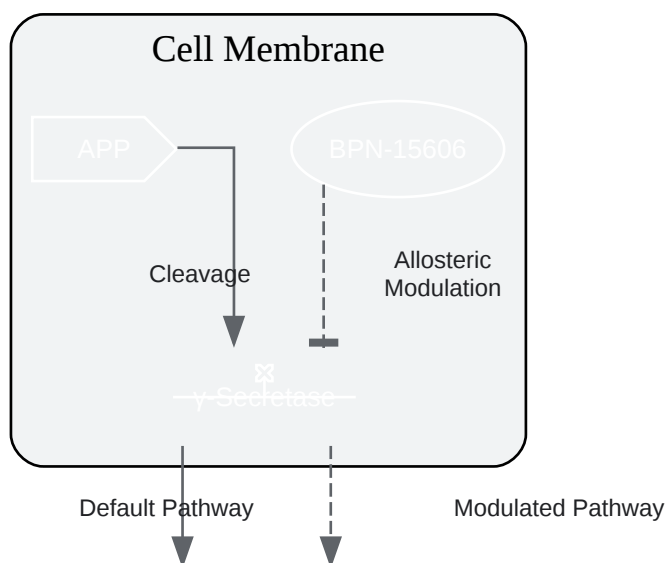 Cell Membrane
APP
BPN-15606
Cleavage
Allosteric
Modulation
γ-Secretase
Default Pathway
Modulated Pathway